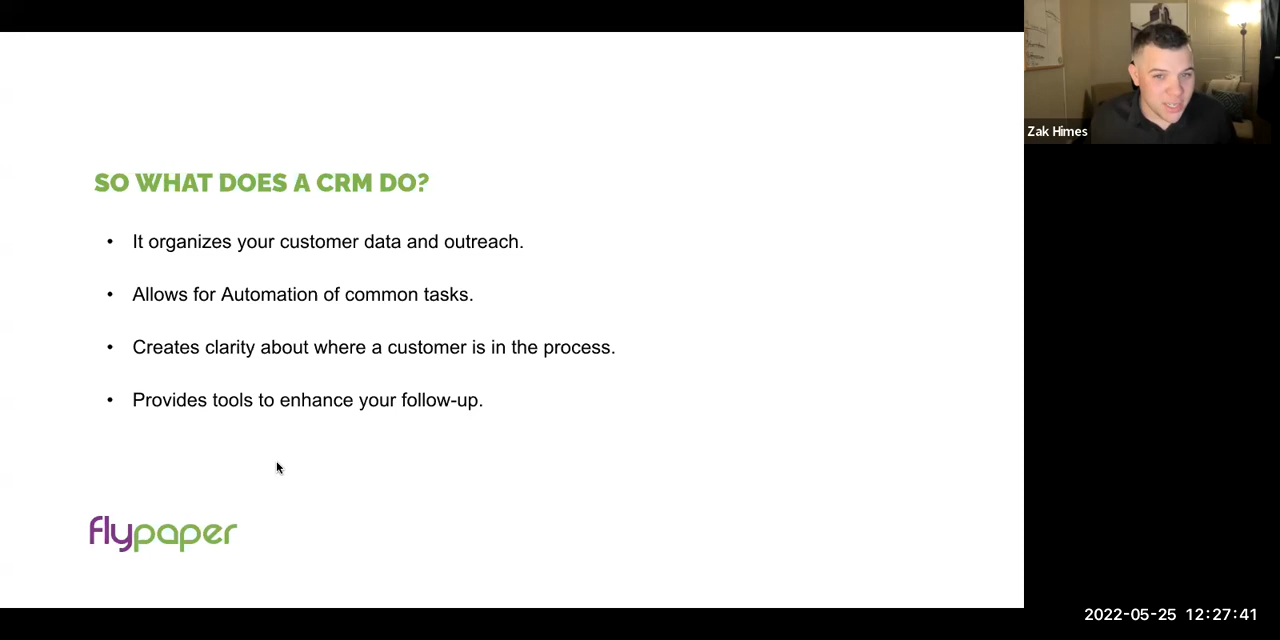 SO WHAT DOES A CRM DO?
• It organizes your customer data and outreach.
• Allows for Automation of common tasks.
• Creates clarity about where a customer is in the process.
• Provides tools to enhance your follow-up.
flypaper
Zak Himes
2022-05-25 12:27:41